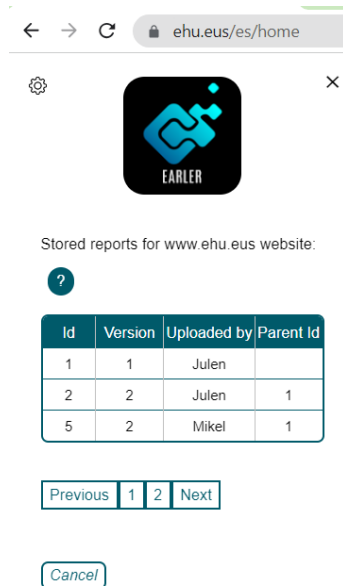 ehu.eus/es/home
EARLER
Stored reports for www.ehu.eus website:
?
Id Version Uploaded by Parent Id
1 1 Julen
2 2 Julen 1
5 2 Mikel 1
Previous 1 2 Next
Cancel